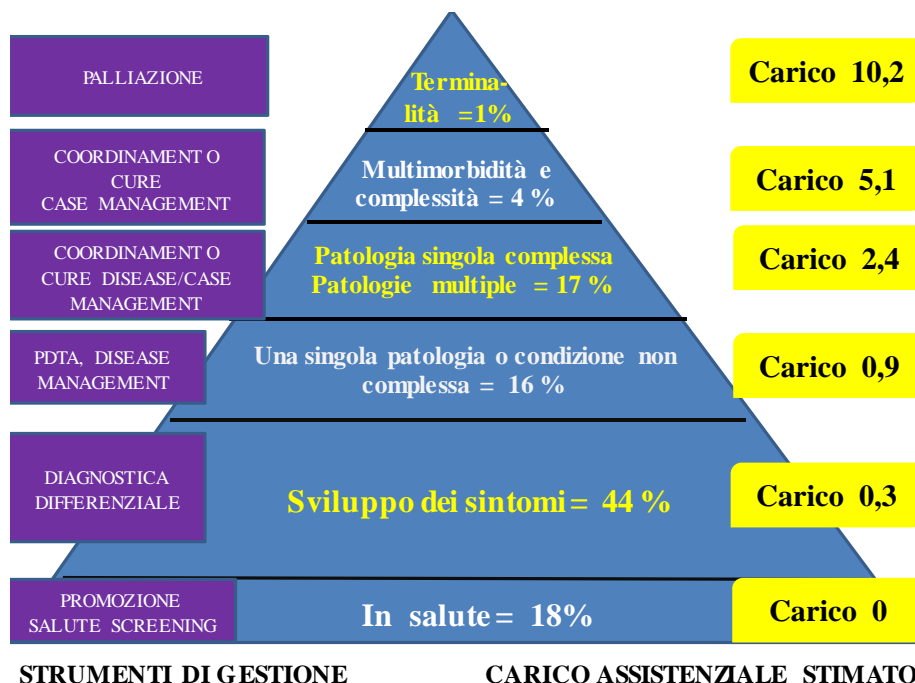 PALLIAZIONE
Termina-
lità =1%
Carico 10,2
COORDINAMENTO
CURE
CASE MANAGEMENT
Multimorbidità e
complessità = 4 %
Carico 5,1
COORDINAMENTO
CURE DISEASE/CASE
MANAGEMENT
Patologia singola complessa
Patologie multiple = 17 %
Carico 2,4
PDTA, DISEASE
MANAGEMENT
Una singola patologia o condizione non
complessa = 16 %
Carico 0,9
DIAGNOSTICA
DIFFERENZIALE
Sviluppo dei sintomi = 44 %
Carico 0,3
PROMOZIONE
SALUTE SCREENING
In salute = 18%
Carico 0
STRUMENTI DI GESTIONE
CARICO ASSISTENZIALE STIMATO